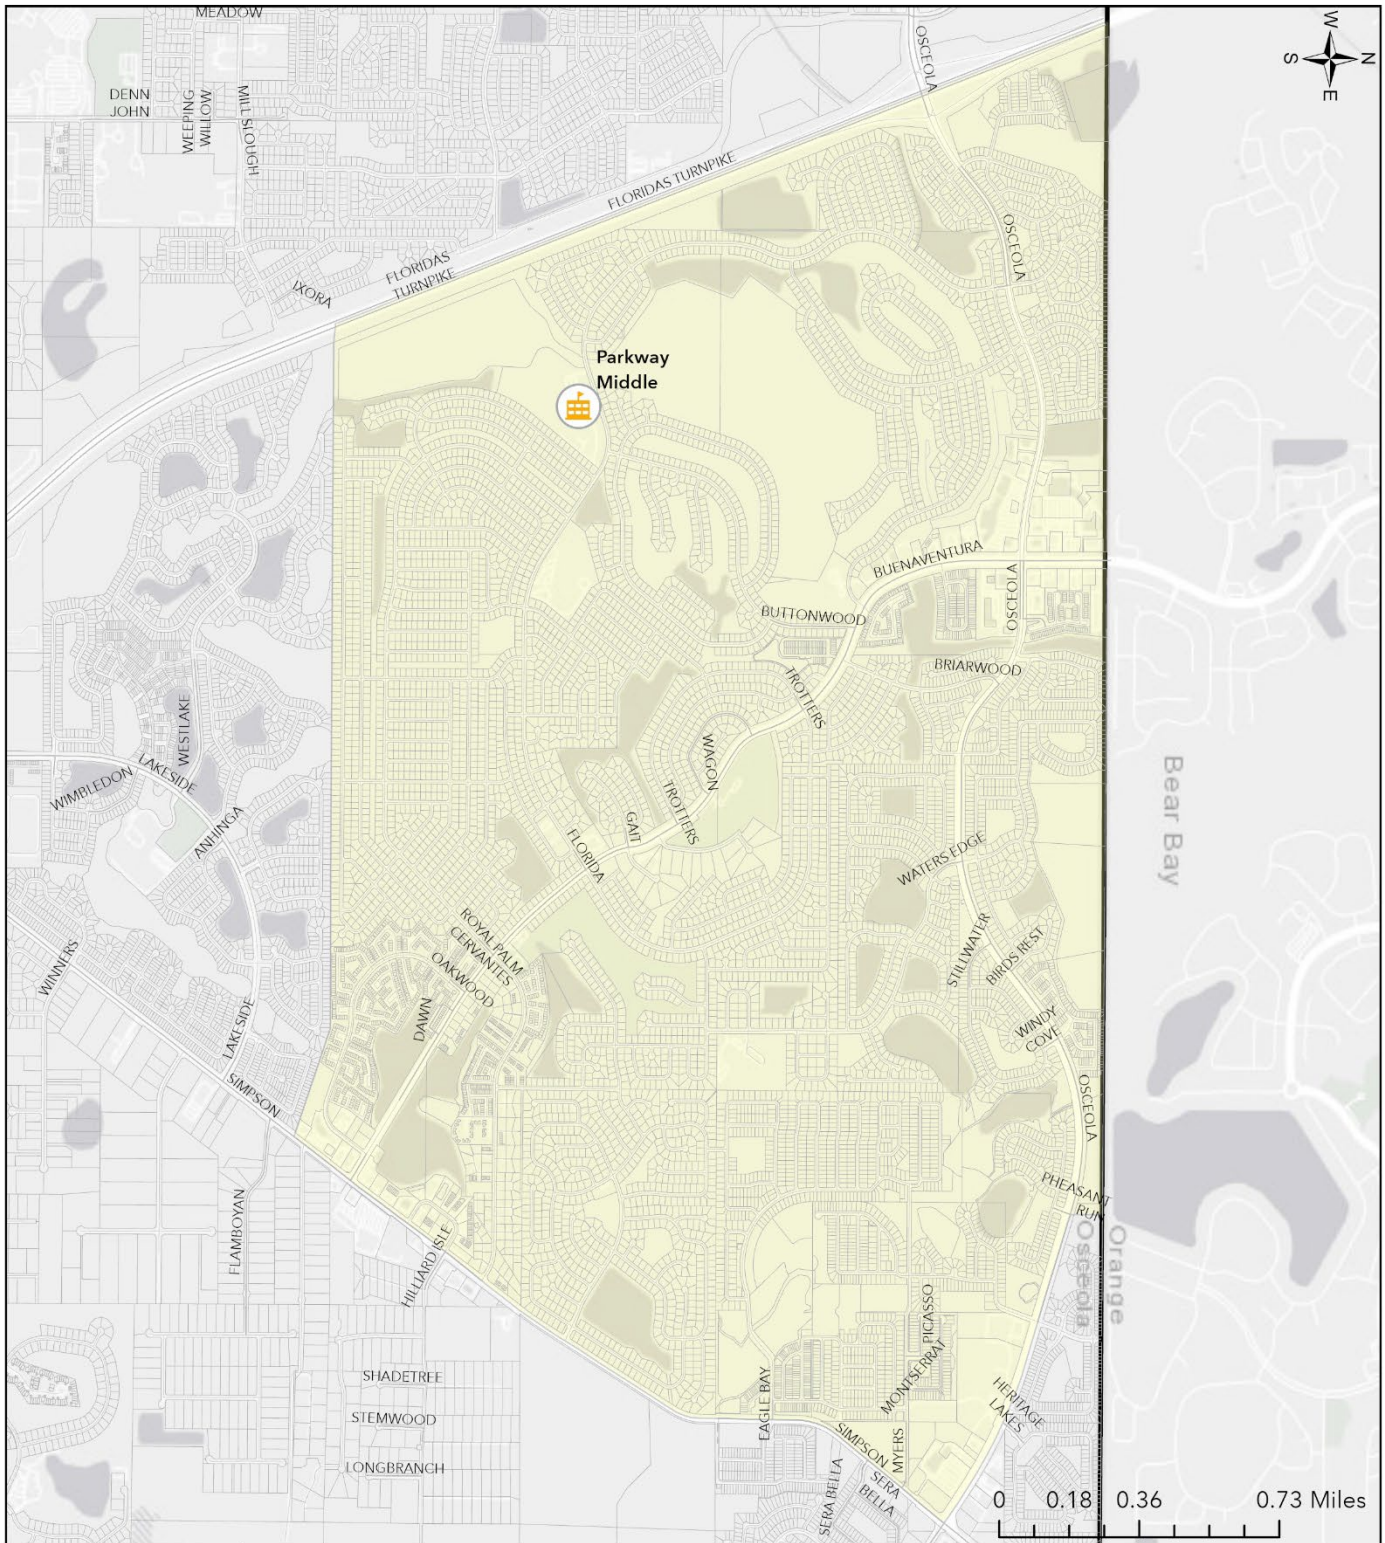 MEADOW
W
N
S
E
OSCEOLA
DENN
JOHN
WEEPING
WILLOW
MILL SLOUGH
FLORIDAS TURNPIKE
OSCEOLA
FLORIDAS
TURNPIKE
IXORA
Parkway
Middle
BUENAVENTURA
OSCEOLA
BUTTONWOOD
BRIARWOOD
TROTTERS
WESTLAKE
WAGON
LAKESIDE
WIMBLEDON
Bear Bay
ANHINGA
TROTTERS
GAIT
FLORIDA
WATERS EDGE
ROYAL PALM
CERVANTES
OAKWOOD
STILLWATER
BIRDS REST
WINNERS
DAWN
WINDY
COVE
LAKESIDE
SIMPSON
OSCEOLA
PHEASANT
RUN
FLAMBOYAN
HILLIARD ISLE
Orange
Osceola
PICASSO
MONTSERRAT
SHADETREE
HERITAGE
LAKES
STEMWOOD
EAGLE BAY
SIMPSON
MYERS
LONGBRANCH
SERA BELLA
SERA
BELLA
0 0.18 0.36 0.73 Miles